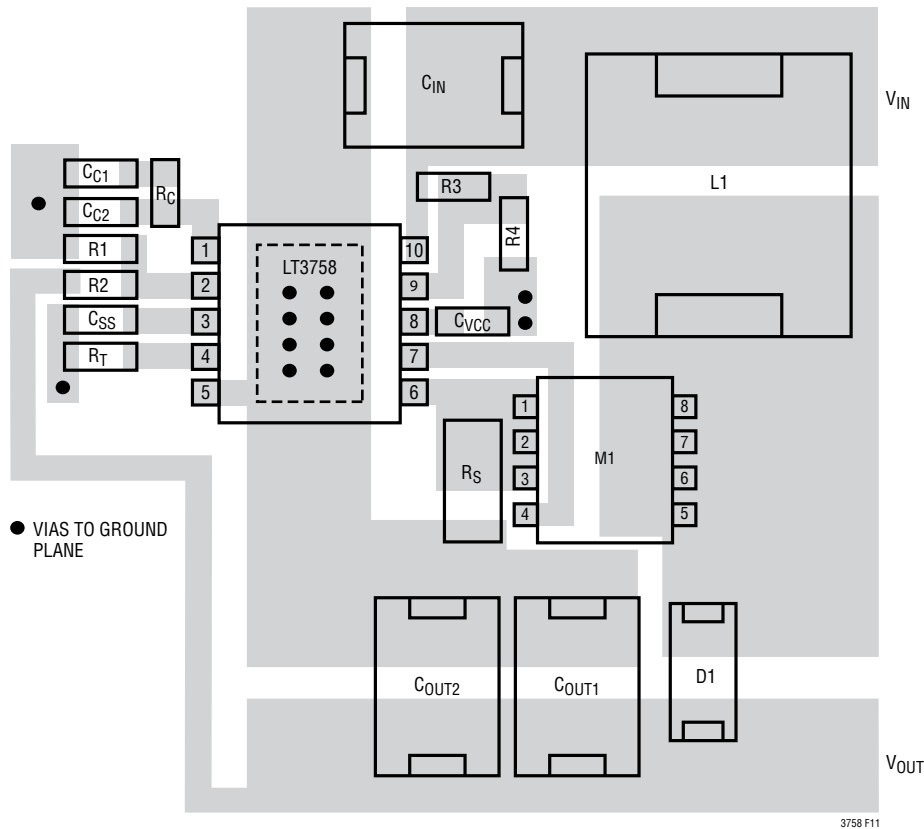 CIN
VIN
L1
CC1
RC
CC2
R1
R2
CSS
RT
R3
R4
CVCC
LT3758
1
2
3
4
5
10
9
8
7
6
RS
M1
1
2
3
4
8
7
6
5
VIAS TO GROUND
PLANE
COUT2
COUT1
D1
VOUT
3758 F11